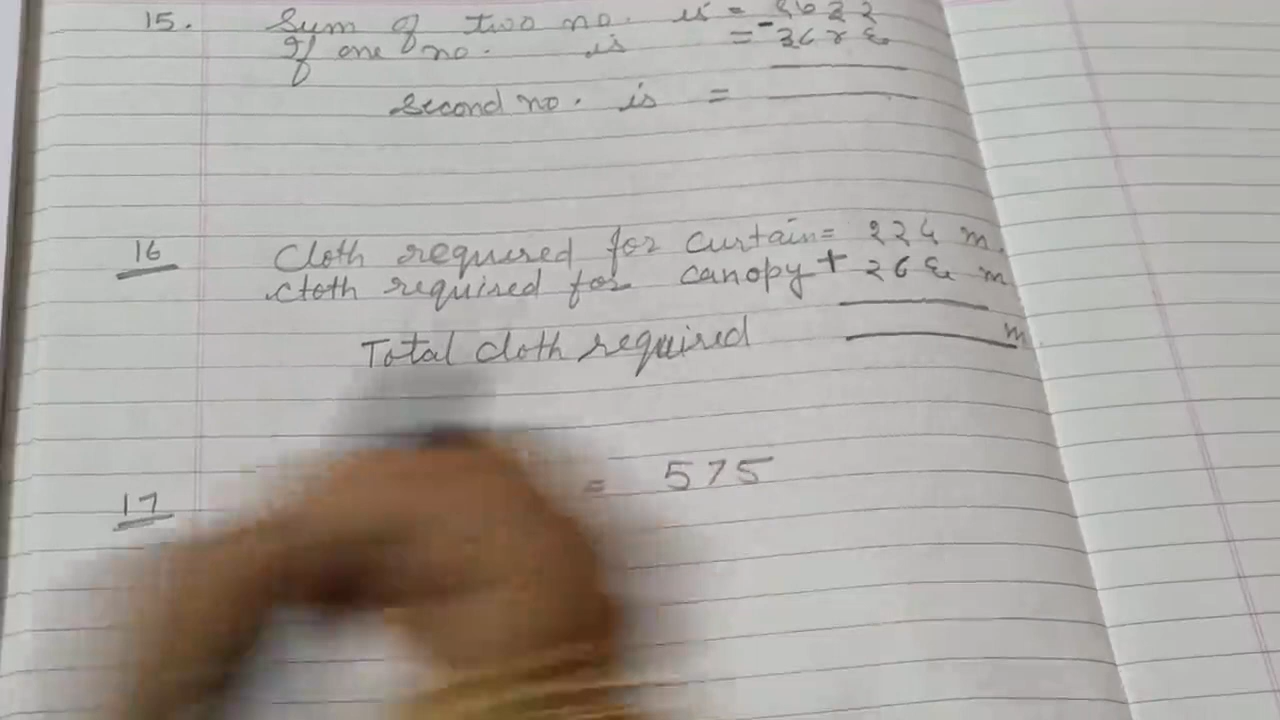 15. Sum of two no. is =
If one no. is = -
Second no. is =
16 Cloth required for curtain= m.
Cloth required for canopy + m
Total cloth required m
17 = 575